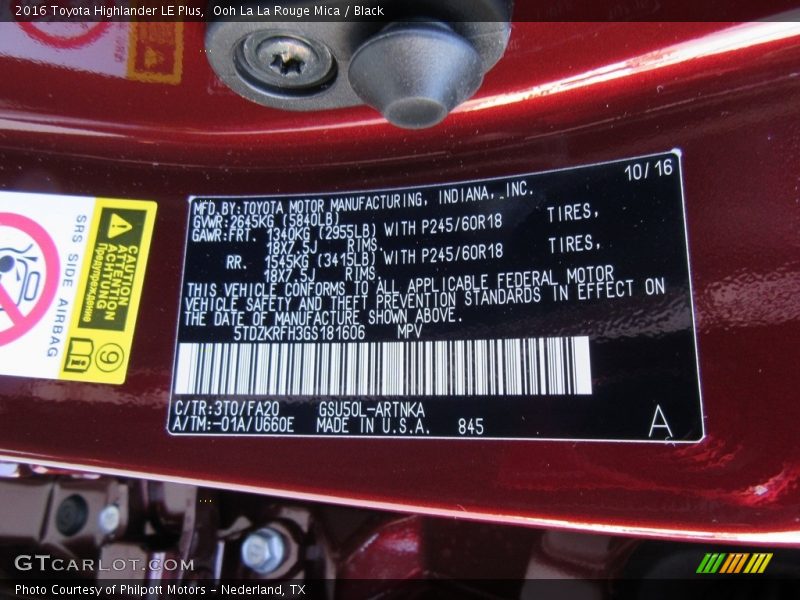 2016 Toyota Highlander LE Plus,  Ooh La La Rouge Mica / Black
10/16
MFD BY:TOYOTA MOTOR MANUFACTURING, INDIANA, INC.
GVWR:2645KG (5840LB)
GAWR:FRT. 1340KG (2955LB) WITH P245/60R18 TIRES,
18X7.5J RIMS,
RR. 1545KG (3415LB) WITH P245/60R18 TIRES,
18X7.5J RIMS,
THIS VEHICLE CONFORMS TO ALL APPLICABLE FEDERAL MOTOR
VEHICLE SAFETY AND THEFT PREVENTION STANDARDS IN EFFECT ON
THE DATE OF MANUFACTURE SHOWN ABOVE.
5TDZKRFH3GS181606 MPV
C/TR:3T0/FA20 GSU50L-ARTNKA
A/TM:-01A/U660E MADE IN U.S.A. 845
A
SRS SIDE AIRBAG
CAUTION
ATTENTION
ACHTUNG
Предупреждение
GTCARLOT.COM
Photo Courtesy of Philpott Motors – Nederland, TX